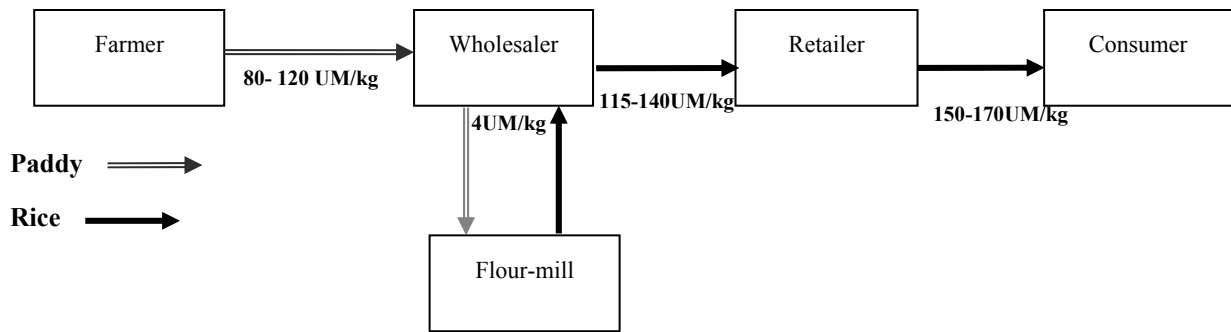 Farmer
Wholesaler
Retailer
Consumer
80- 120 UM/kg
115-140UM/kg
150-170UM/kg
4UM/kg
Paddy
Rice
Flour-mill